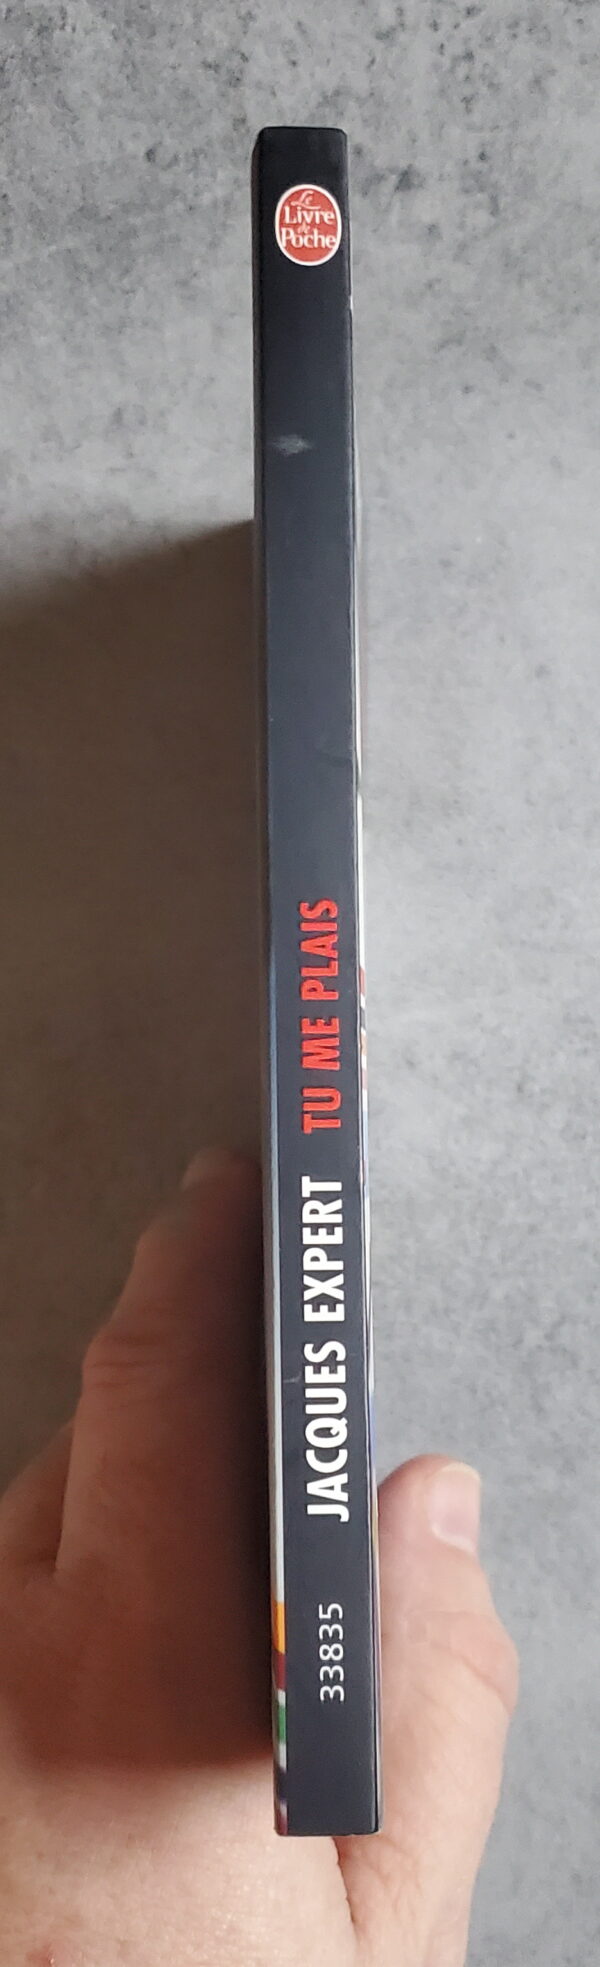 Le
Livre
de
Poche
TU ME PLAIS
JACQUES EXPERT
33835